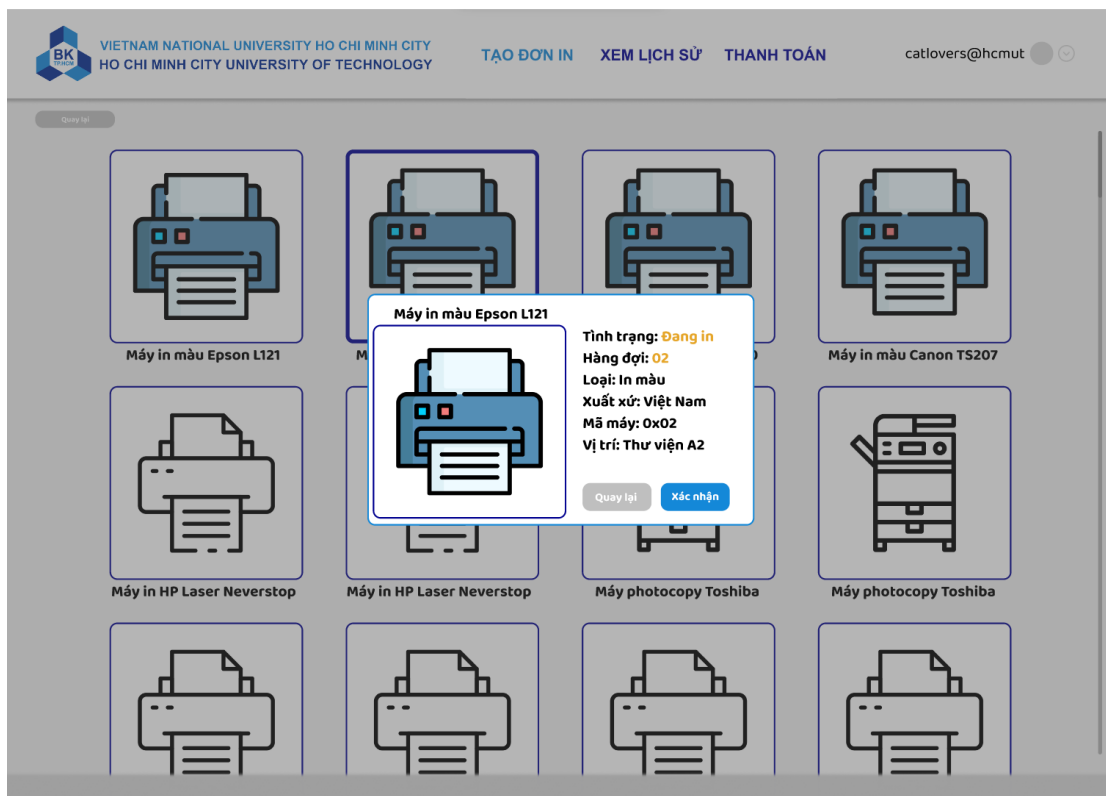 BK
TP.HCM
VIETNAM NATIONAL UNIVERSITY HO CHI MINH CITY
HO CHI MINH CITY UNIVERSITY OF TECHNOLOGY
TẠO ĐƠN IN
XEM LỊCH SỬ
THANH TOÁN
catlovers@hcmut
Quay lại
Máy in màu Epson L121
Máy in màu Canon TS207
Máy in màu Epson L121
Tình trạng: Đang in
Hàng đợi: 02
Loại: In màu
Xuất xứ: Việt Nam
Mã máy: 0x02
Vị trí: Thư viện A2
Quay lại
Xác nhận
Máy in HP Laser Neverstop
Máy in HP Laser Neverstop
Máy photocopy Toshiba
Máy photocopy Toshiba